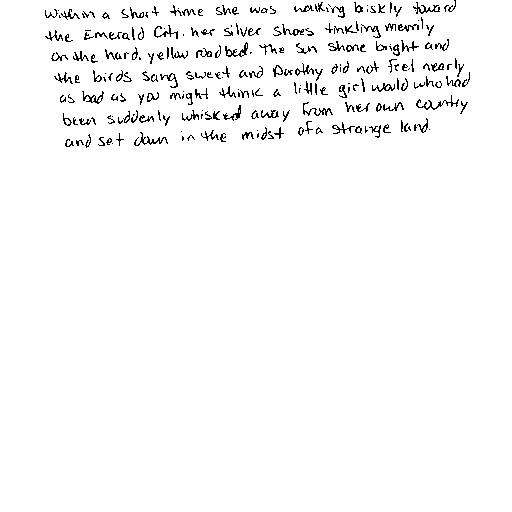 Within a short time she was walking briskly toward
the Emerald City, her silver shoes tinkling merrily
on the hard, yellow roadbed. The sun shone bright and
the birds sang sweet and Dorothy did not feel nearly
as bad as you might think a little girl would who had
been suddenly whisked away from her own country
and set down in the midst of a strange land.